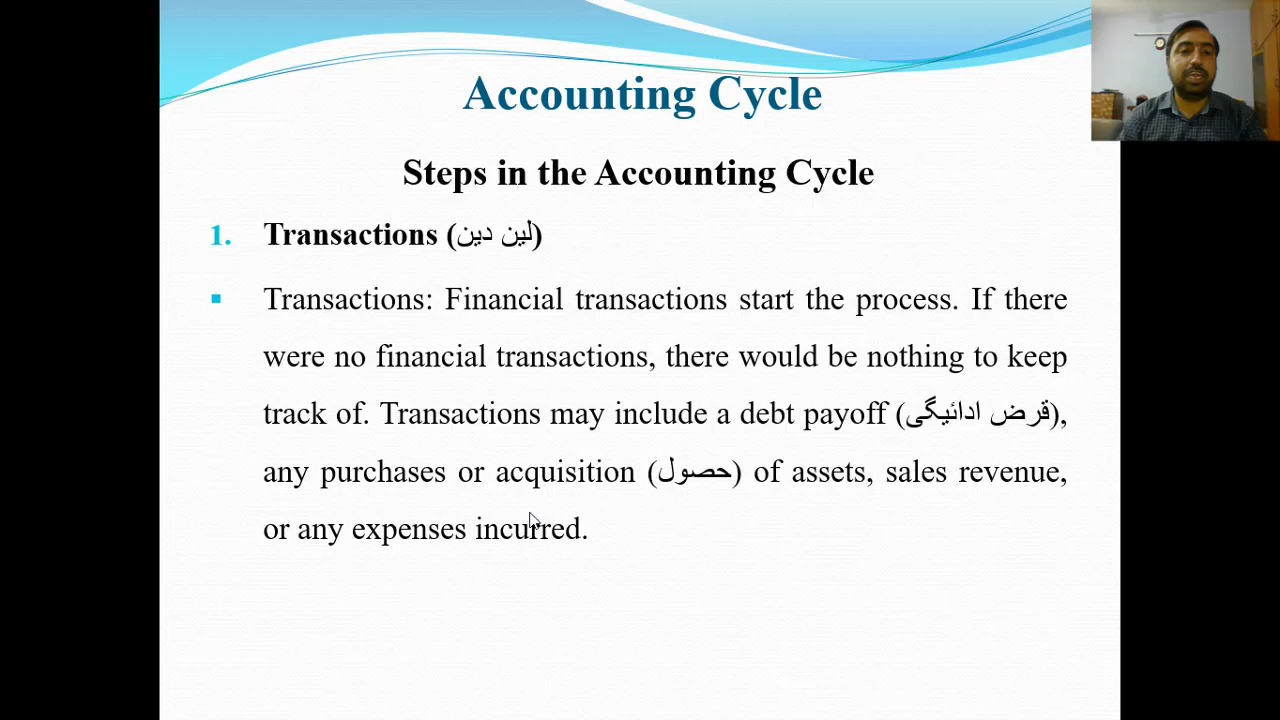 Accounting Cycle
Steps in the Accounting Cycle
1. Transactions (لین دین)
Transactions: Financial transactions start the process. If there
were no financial transactions, there would be nothing to keep
track of. Transactions may include a debt payoff (قرض ادائیگی),
any purchases or acquisition (حصول) of assets, sales revenue,
or any expenses incurred.